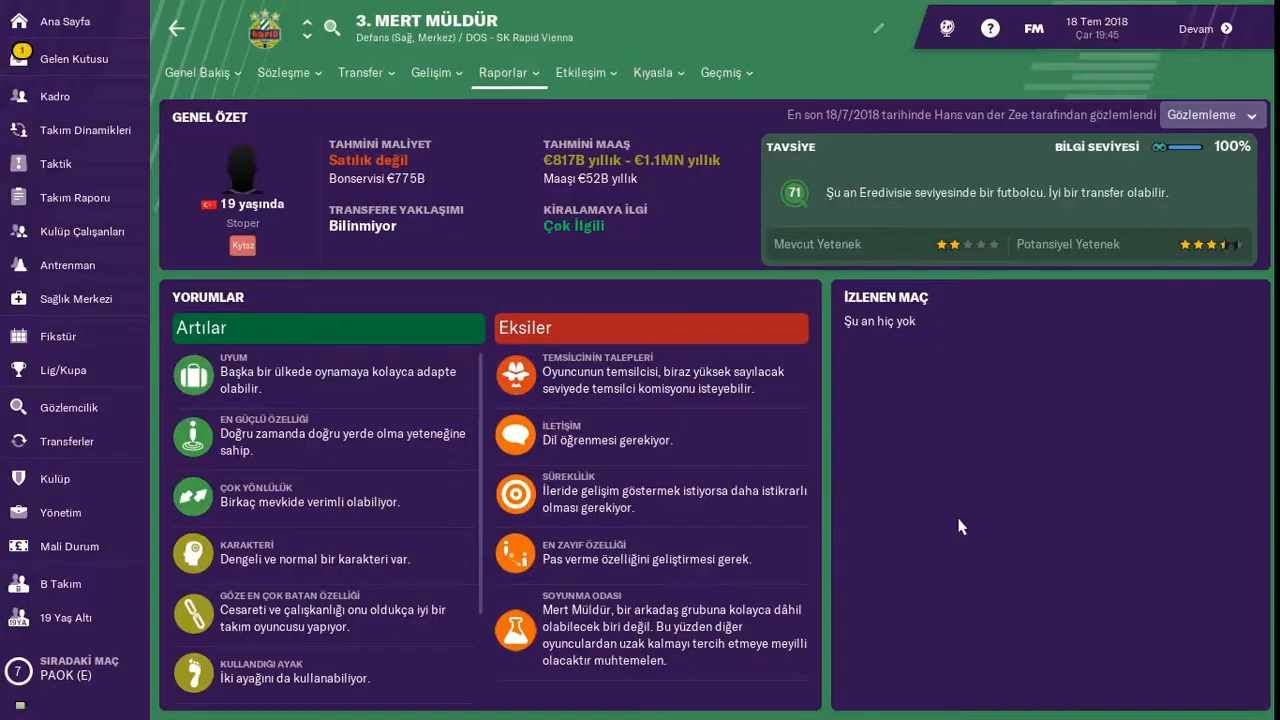 Ana Sayfa
1
Gelen Kutusu
Kadro
Takım Dinamikleri
Taktik
Takım Raporu
Kulüp Çalışanları
Antrenman
Sağlık Merkezi
Fikstür
Lig/Kupa
Gözlemcilik
Transferler
Kulüp
Yönetim
Mali Durum
B
B Takım
19YA
19 Yaş Altı
7
SIRADAKİ MAÇ
PAOK (E)
RAPID
3. MERT MÜLDÜR
Defans (Sağ, Merkez) / DOS - SK Rapid Vienna
?
FM
18 Tem 2018
Çar 19:45
Devam
Genel Bakış
Sözleşme
Transfer
Gelişim
Raporlar
Etkileşim
Kıyasla
Geçmiş
GENEL ÖZET
En son 18/7/2018 tarihinde Hans van der Zee tarafından gözlemlendi
Gözlemleme
19 yaşında
Stoper
Kytsz
TAHMİNİ MALİYET
Satılık değil
Bonservisi €775B
TRANSFERE YAKLAŞIMI
Bilinmiyor
TAHMİNİ MAAŞ
€817B yıllık - €1.1MN yıllık
Maaşı €52B yıllık
KİRALAMAYA İLGİ
Çok İlgili
TAVSİYE
BİLGİ SEVİYESİ
100%
71
Şu an Eredivisie seviyesinde bir futbolcu. İyi bir transfer olabilir.
Mevcut Yetenek
Potansiyel Yetenek
YORUMLAR
Artılar
UYUM
Başka bir ülkede oynamaya kolayca adapte
olabilir.
EN GÜÇLÜ ÖZELLİĞİ
Doğru zamanda doğru yerde olma yeteneğine
sahip.
ÇOK YÖNLÜLÜK
Birkaç mevkide verimli olabiliyor.
KARAKTERİ
Dengeli ve normal bir karakteri var.
GÖZE EN ÇOK BATAN ÖZELLİĞİ
Cesareti ve çalışkanlığı onu oldukça iyi bir
takım oyuncusu yapıyor.
KULLANDIĞI AYAK
İki ayağını da kullanabiliyor.
Eksiler
TEMSİLCİNİN TALEPLERİ
Oyuncunun temsilcisi, biraz yüksek sayılacak
seviyede temsilci komisyonu isteyebilir.
İLETİŞİM
Dil öğrenmesi gerekiyor.
SÜREKLİLİK
İleride gelişim göstermek istiyorsa daha istikrarlı
olması gerekiyor.
EN ZAYIF ÖZELLİĞİ
Pas verme özelliğini geliştirmesi gerek.
SOYUNMA ODASI
Mert Müldür, bir arkadaş grubuna kolayca dâhil
olabilecek biri değil. Bu yüzden diğer
oyunculardan uzak kalmayı tercih etmeye meyilli
olacaktır muhtemelen.
İZLENEN MAÇ
Şu an hiç yok